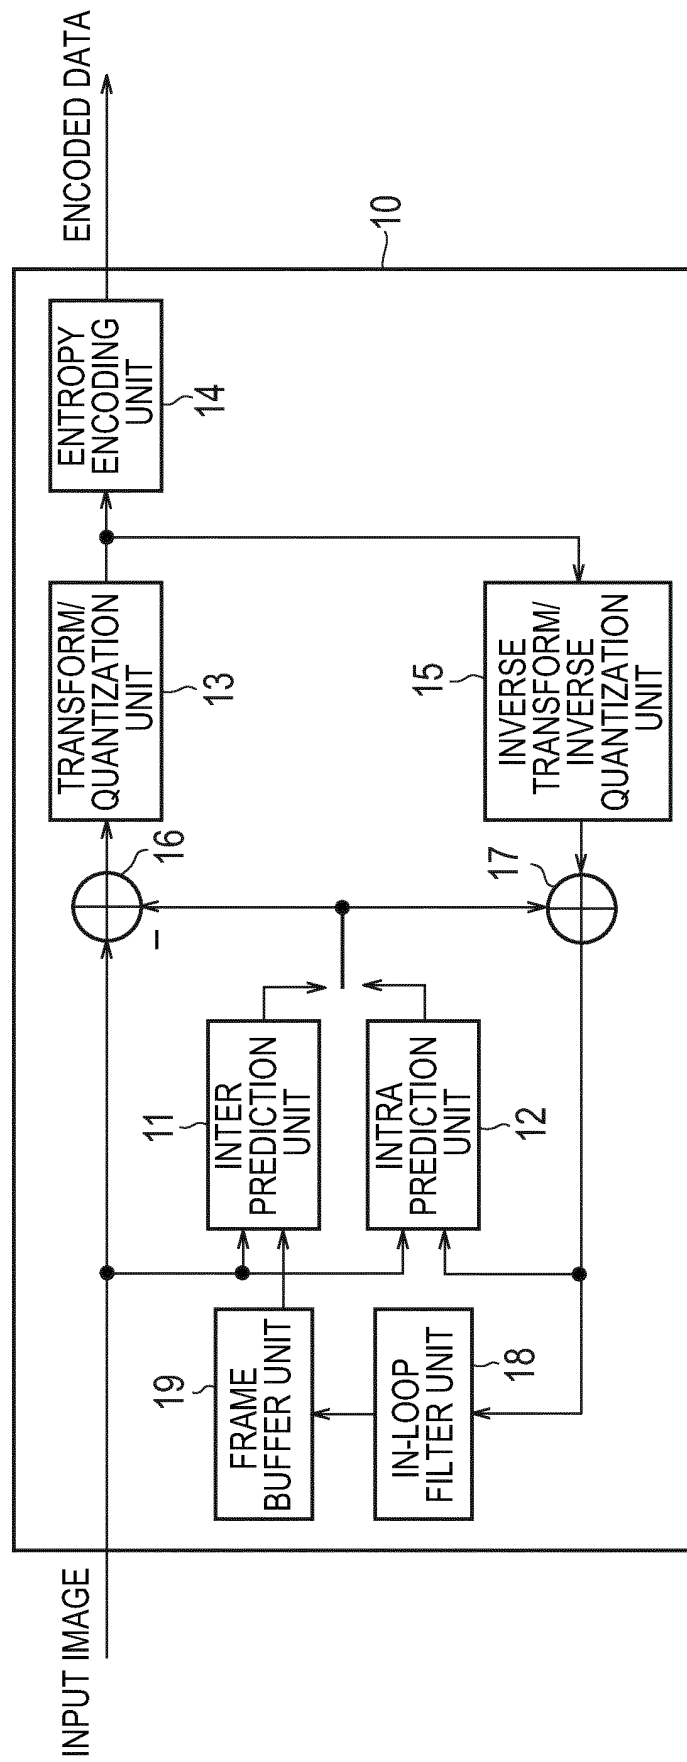 INPUT IMAGE
ENCODED DATA
10
TRANSFORM/
QUANTIZATION
UNIT
13
ENTROPY
ENCODING
UNIT
14
16
–
11
INTER
PREDICTION
UNIT
19
FRAME
BUFFER UNIT
INTRA
PREDICTION
UNIT
12
IN-LOOP
FILTER UNIT
18
17
15
INVERSE
TRANSFORM/
INVERSE
QUANTIZATION
UNIT